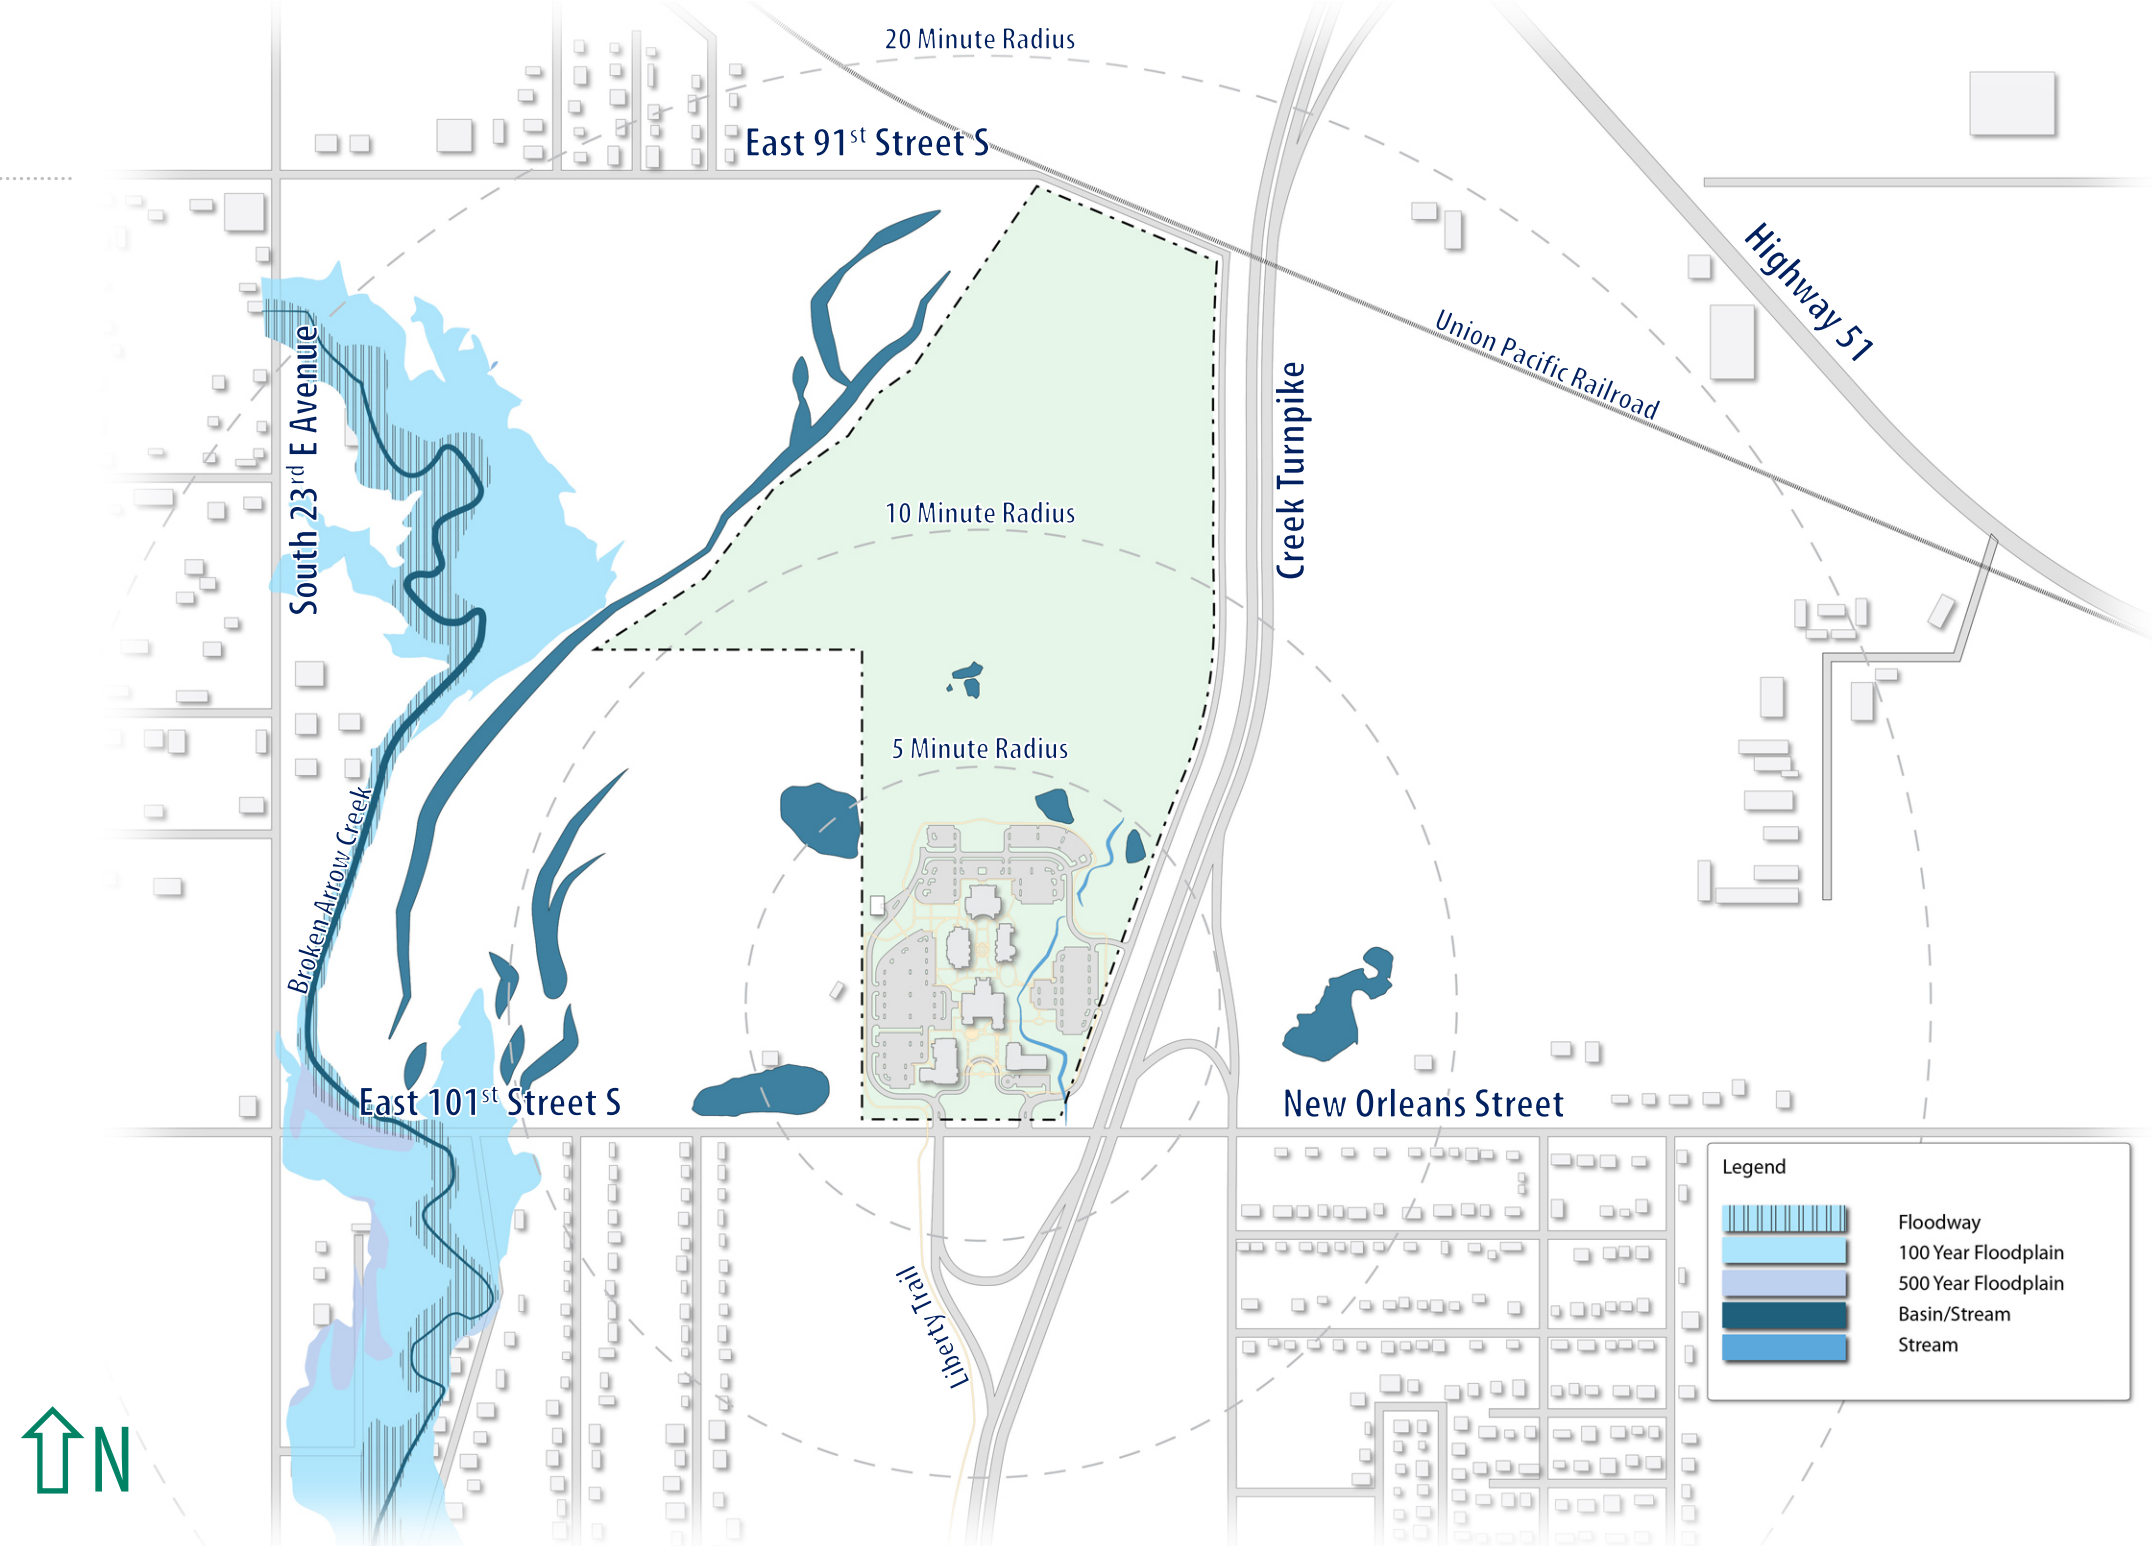 20 Minute Radius
East 91st Street S
Highway 51
Union Pacific Railroad
South 23rd E Avenue
Creek Turnpike
10 Minute Radius
5 Minute Radius
Broken Arrow Creek
East 101st Street S
New Orleans Street
Liberty Trail
Legend
Floodway
100 Year Floodplain
500 Year Floodplain
Basin/Stream
Stream
N